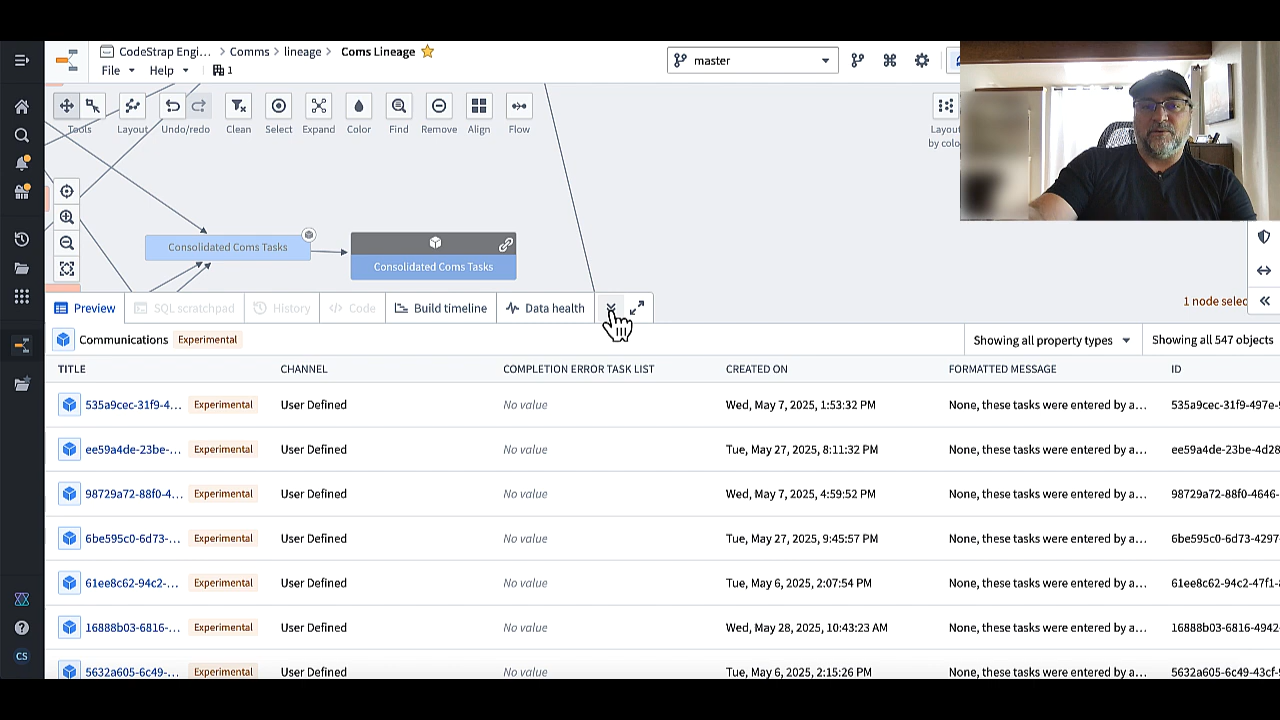 CodeStrap Engi... > Comms > lineage > Coms Lineage
File Help 1
master
Tools Layout Undo/redo Clean Select Expand Color Find Remove Align Flow
Layout
by colo
Consolidated Coms Tasks
Consolidated Coms Tasks
1 node selec
Preview SQL scratchpad History Code Build timeline Data health
Communications Experimental Showing all property types Showing all 547 objects
TITLE CHANNEL COMPLETION ERROR TASK LIST CREATED ON FORMATTED MESSAGE ID
535a9cec-31f9-4... Experimental User Defined No value Wed, May 7, 2025, 1:53:32 PM None, these tasks were entered by a... 535a9cec-31f9-497e-
ee59a4de-23be-... Experimental User Defined No value Tue, May 27, 2025, 8:11:32 PM None, these tasks were entered by a... ee59a4de-23be-4d28
98729a72-88f0-4... Experimental User Defined No value Wed, May 7, 2025, 4:59:52 PM None, these tasks were entered by a... 98729a72-88f0-4646-
6be595c0-6d73-... Experimental User Defined No value Tue, May 27, 2025, 9:45:57 PM None, these tasks were entered by a... 6be595c0-6d73-4297-
61ee8c62-94c2-... Experimental User Defined No value Tue, May 6, 2025, 2:07:54 PM None, these tasks were entered by a... 61ee8c62-94c2-47f1-
16888b03-6816-... Experimental User Defined No value Wed, May 28, 2025, 10:43:23 AM None, these tasks were entered by a... 16888b03-6816-4942-
5632a605-6c49-... Experimental User Defined No value Tue, May 6, 2025, 2:15:26 PM None, these tasks were entered by a... 5632a605-6c49-43cf-
CS